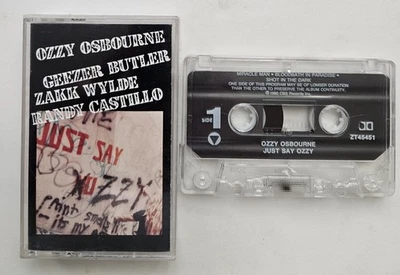 OZZY OSBOURNE
GEEZER BUTLER
ZAKK WYLDE
RANDY CASTILLO
JUST SAY
OZZY
MIRACLE MAN • BLOODBATH IN PARADISE •
SHOT IN THE DARK
ONE SIDE OF THIS PROGRAM MAY BE OF LONGER DURATION
THAN THE OTHER TO PRESERVE THE ALBUM CONTINUITY.
SIDE 1
ZT45451
OZZY OSBOURNE
JUST SAY OZZY